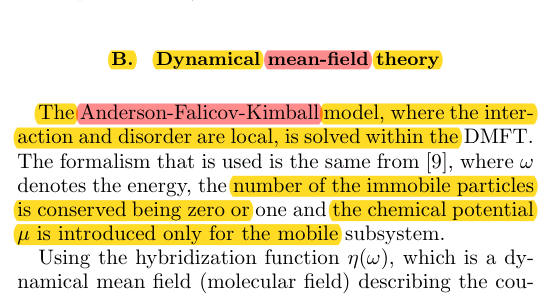 B. Dynamical mean-field theory
The Anderson-Falicov-Kimball model, where the inter-
action and disorder are local, is solved within the DMFT.
The formalism that is used is the same from [9], where ω
denotes the energy, the number of the immobile particles
is conserved being zero or one and the chemical potential
μ is introduced only for the mobile subsystem.
Using the hybridization function η(ω), which is a dy-
namical mean field (molecular field) describing the cou-